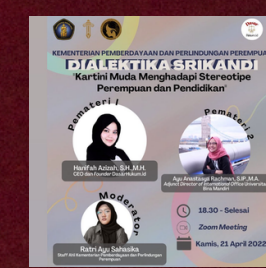 KEMENTERIAN PEMBERDAYAAN DAN PERLINDUNGAN PEREMPUA
DIALEKTIKA SRIKANDI
"Kartini Muda Menghadapi Stereotipe
Perempuan dan Pendidikan"
Pemateri 1
Hanifah Azizah, S.H.,M.H.
CEO dan Founder DasarHukum.id
Pemateri 2
Ayu Anastasya Rachman, S.IP.,M.A.
Adjunct Director of International Office Universitas
Bina Mandiri
Moderator
Ratri Ayu Sahasika
Staff Ahli Kementerian Pemberdayaan dan Perlindungan
Perempuan
18.30 - Selesai
Zoom Meeting
Kamis, 21 April 2022